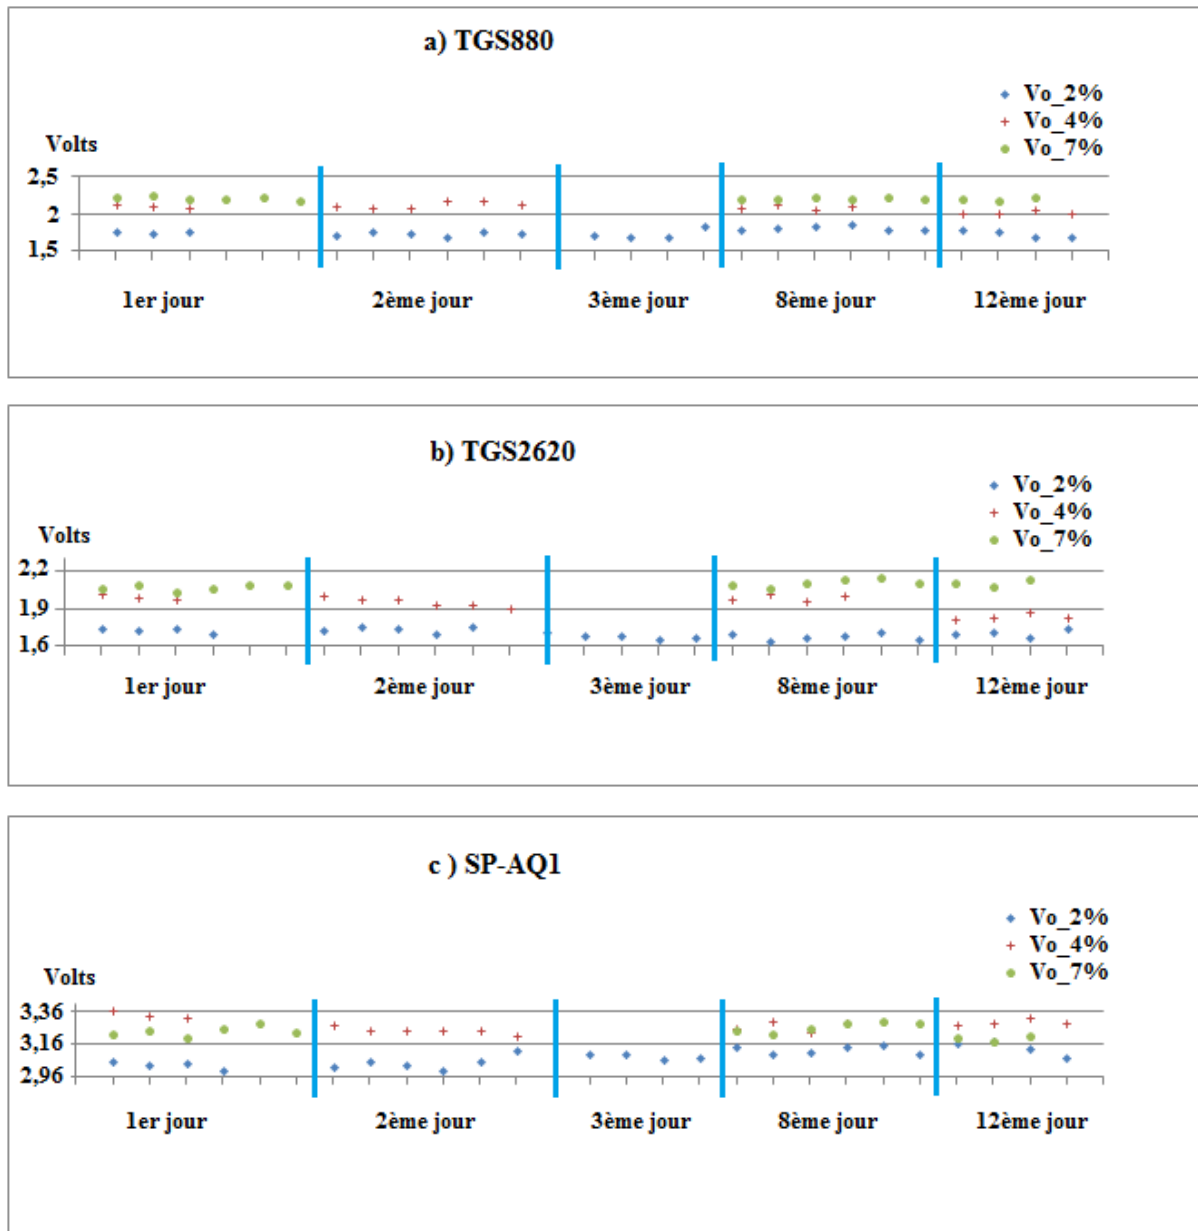 a) TGS880
Vo_2%
Vo_4%
Vo_7%
Volts
2,5
2
1,5
1er jour 2ème jour 3ème jour 8ème jour 12ème jour
b) TGS2620
Vo_2%
Vo_4%
Vo_7%
Volts
2,2
1,9
1,6
1er jour 2ème jour 3ème jour 8ème jour 12ème jour
c ) SP-AQ1
Vo_2%
Vo_4%
Vo_7%
Volts
3,36
3,16
2,96
1er jour 2ème jour 3ème jour 8ème jour 12ème jour